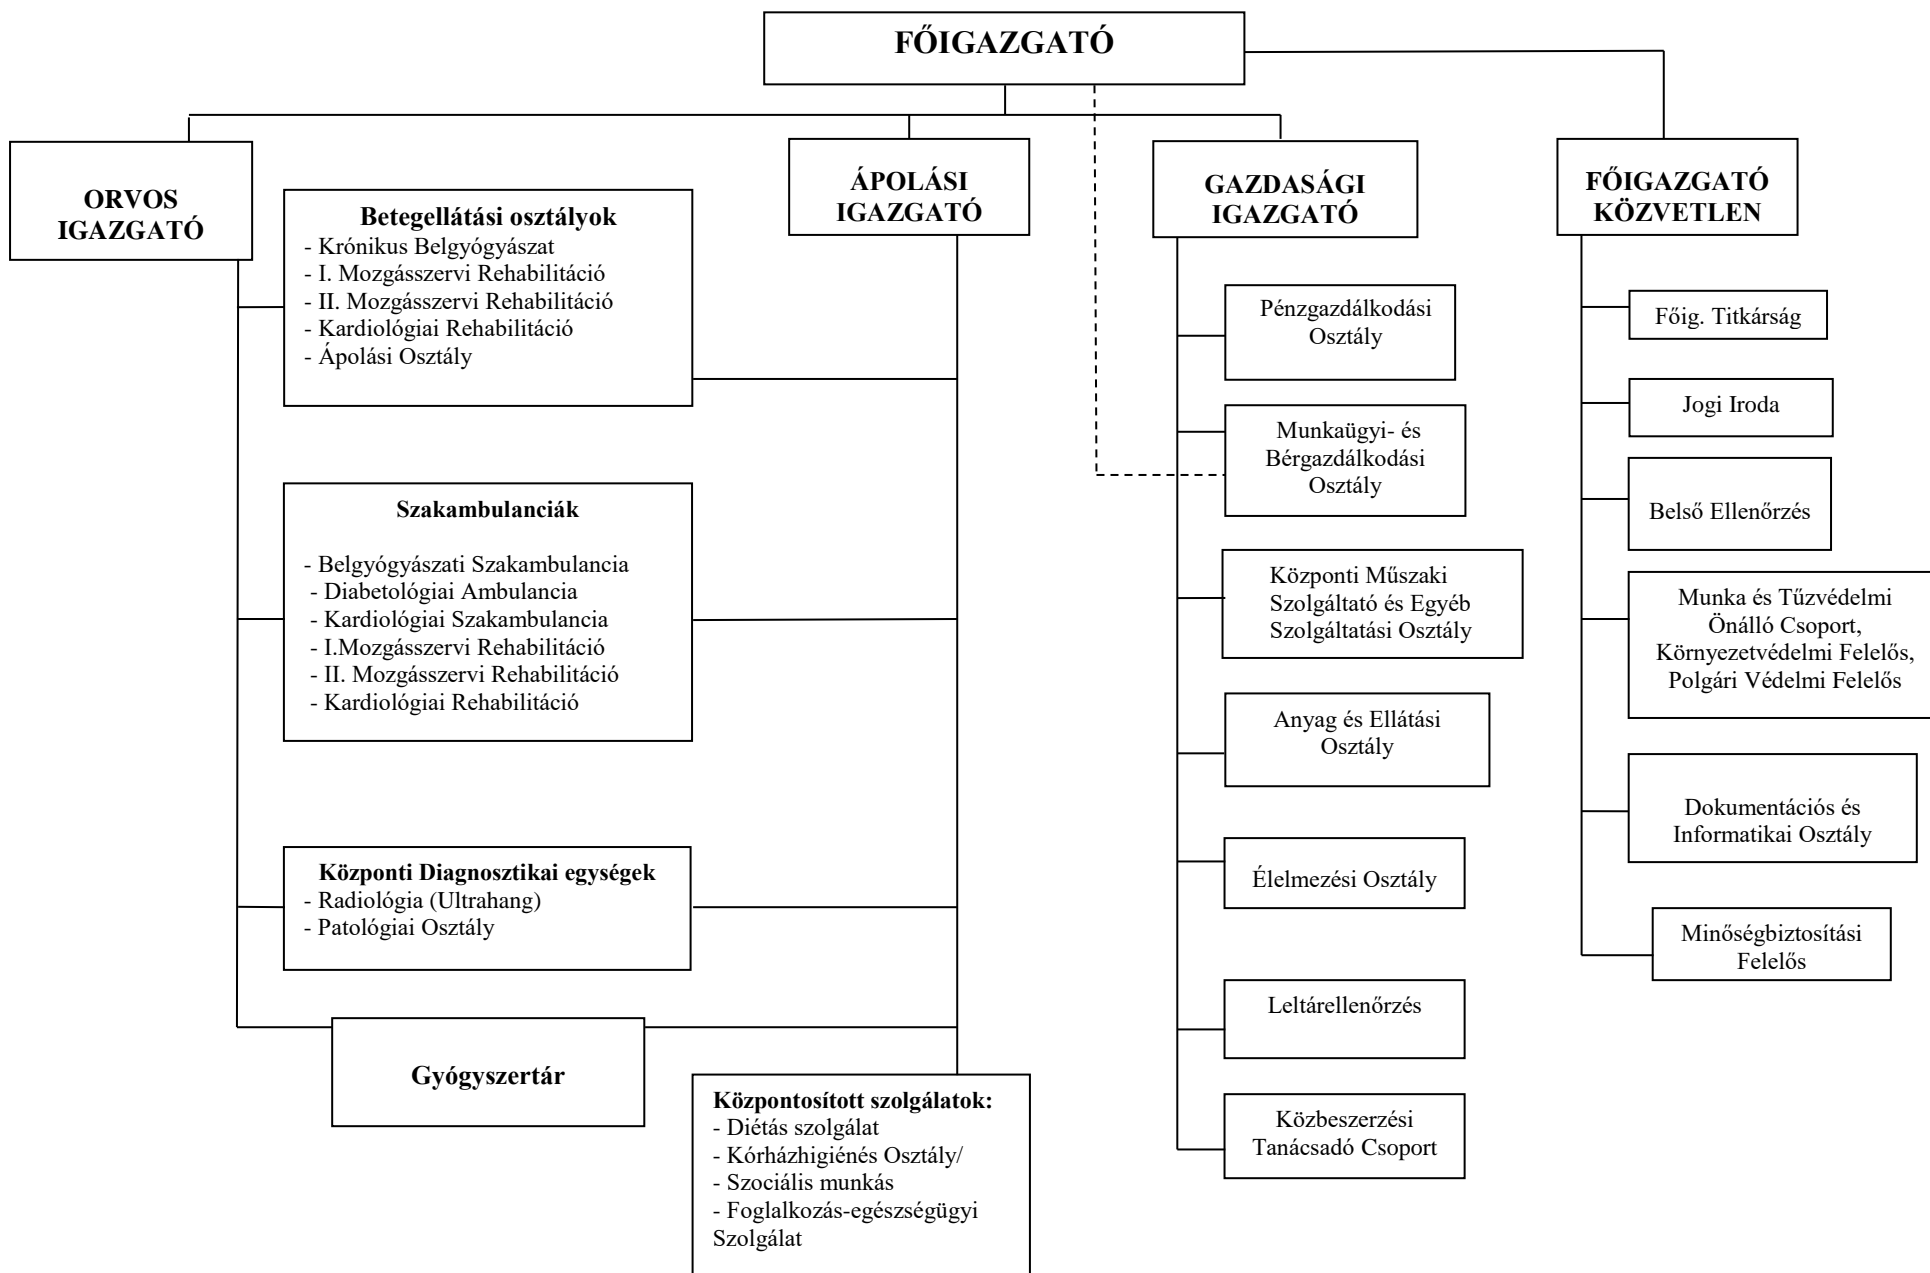 FŐIGAZGATÓ
ORVOS
IGAZGATÓ
Betegellátási osztályok
- Krónikus Belgyógyászat
- I. Mozgásszervi Rehabilitáció
- II. Mozgásszervi Rehabilitáció
- Kardiológiai Rehabilitáció
- Ápolási Osztály
Szakambulanciák
- Belgyógyászati Szakambulancia
- Diabetológiai Ambulancia
- Kardiológiai Szakambulancia
- I.Mozgásszervi Rehabilitáció
- II. Mozgásszervi Rehabilitáció
- Kardiológiai Rehabilitáció
Központi Diagnosztikai egységek
- Radiológia (Ultrahang)
- Patológiai Osztály
Gyógyszertár
ÁPOLÁSI
IGAZGATÓ
Központosított szolgálatok:
- Diétás szolgálat
- Kórházhigiénés Osztály/
- Szociális munkás
- Foglalkozás-egészségügyi
Szolgálat
GAZDASÁGI
IGAZGATÓ
Pénzgazdálkodási
Osztály
Munkaügyi- és
Bérgazdálkodási
Osztály
Központi Műszaki
Szolgáltató és Egyéb
Szolgáltatási Osztály
Anyag és Ellátási
Osztály
Élelmezési Osztály
Leltárellenőrzés
Közbeszerzési
Tanácsadó Csoport
FŐIGAZGATÓ
KÖZVETLEN
Főig. Titkárság
Jogi Iroda
Belső Ellenőrzés
Munka és Tűzvédelmi
Önálló Csoport,
Környezetvédelmi Felelős,
Polgári Védelmi Felelős
Dokumentációs és
Informatikai Osztály
Minőségbiztosítási
Felelős